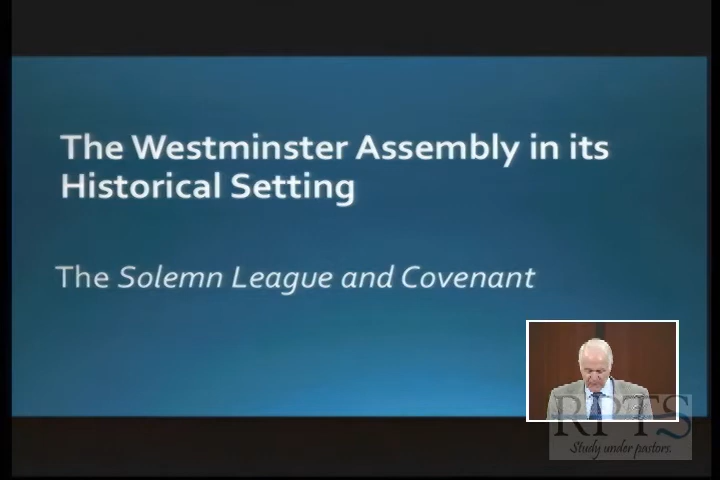 The Westminster Assembly in its
Historical Setting
The Solemn League and Covenant
RPTS
Study under pastors.